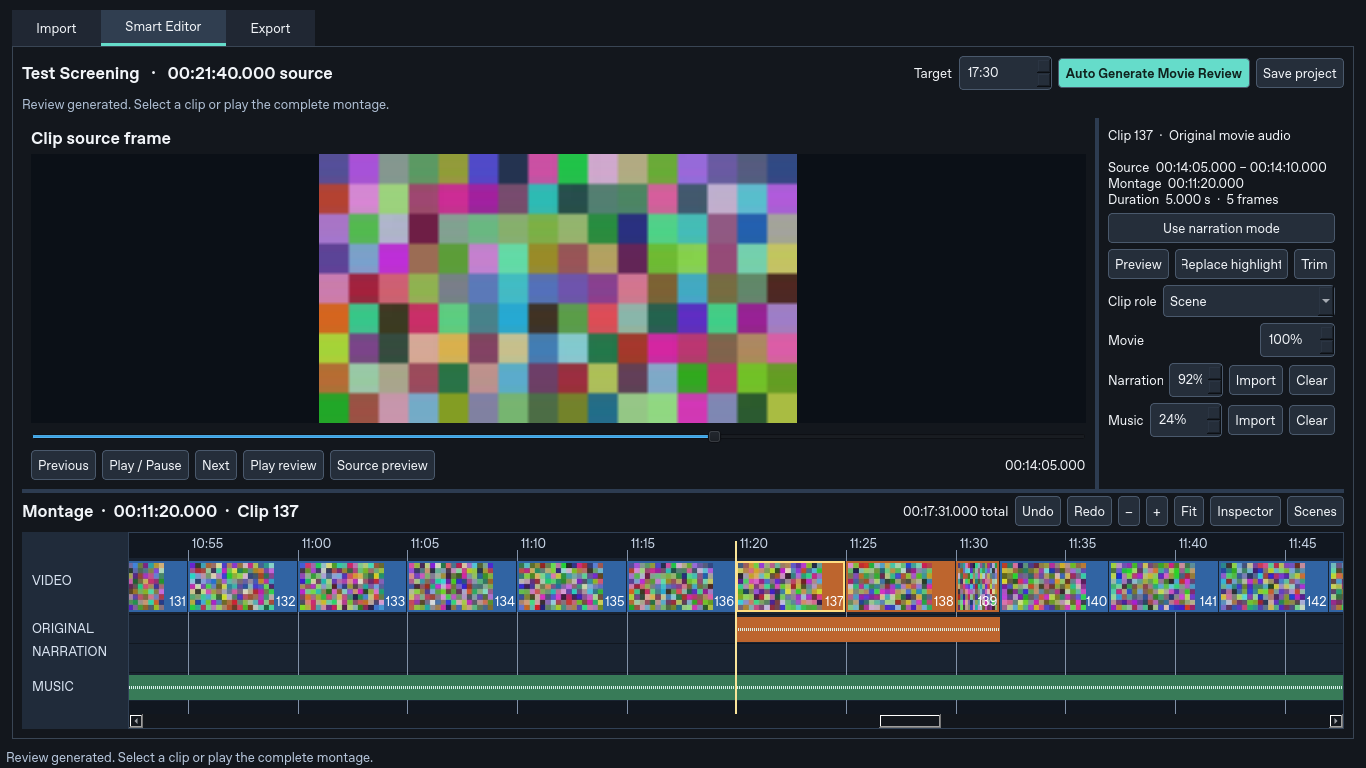 Import Smart Editor Export
Test Screening · 00:21:40.000 source
Target 17:30 Auto Generate Movie Review Save project
Review generated. Select a clip or play the complete montage.
Clip source frame
Clip 137 · Original movie audio
Source 00:14:05.000 – 00:14:10.000
Montage 00:11:20.000
Duration 5.000 s · 5 frames
Use narration mode
Preview Replace highlight Trim
Clip role Scene
Movie 100%
Narration 92% Import Clear
Music 24% Import Clear
Previous Play / Pause Next Play review Source preview 00:14:05.000
Montage · 00:11:20.000 · Clip 137
00:17:31.000 total Undo Redo − + Fit Inspector Scenes
10:55 11:00 11:05 11:10 11:15 11:20 11:25 11:30 11:35 11:40 11:45
VIDEO
131 132 133 134 135 136 137 138 139 140 141 142
ORIGINAL
NARRATION
MUSIC
Review generated. Select a clip or play the complete montage.